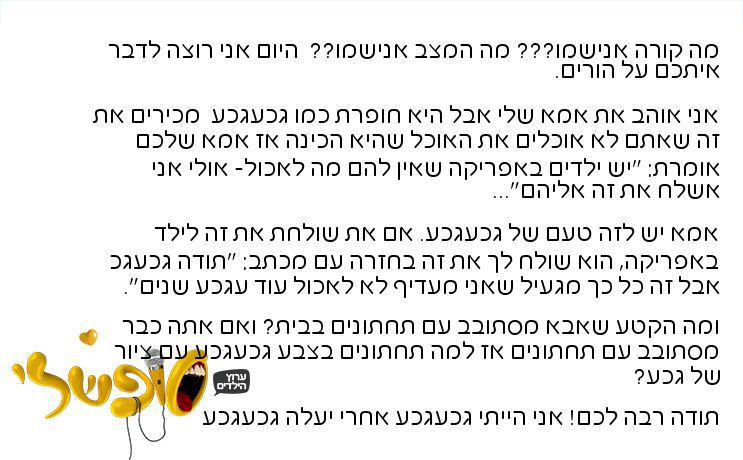 מה קורה אנישמו??? מה המצב אנישמו?? היום אני רוצה לדבר
איתכם על הורים.
אני אוהב את אמא שלי אבל היא חופרת כמו גכעגכע מכירים את
זה שאתם לא אוכלים את האוכל שהיא הכינה אז אמא שלכם
אומרת: "יש ילדים באפריקה שאין להם מה לאכול- אולי אני
אשלח את זה אליהם"...
אמא יש לזה טעם של גכעגכע. אם את שולחת את זה לילד
באפריקה, הוא שולח לך את זה בחזרה עם מכתב: "תודה גכעגכ
אבל זה כל כך מגעיל שאני מעדיף לא לאכול עוד עגכע שנים".
ומה הקטע שאבא מסתובב עם תחתונים בבית? ואם אתה כבר
מסתובב עם תחתונים אז למה תחתונים בצבע גכעגכע עם ציור
של גכע?
תודה רבה לכם! אני הייתי גכעגכע אחרי יעלה גכעגכע
סופשלי
ערוץ
הילדים